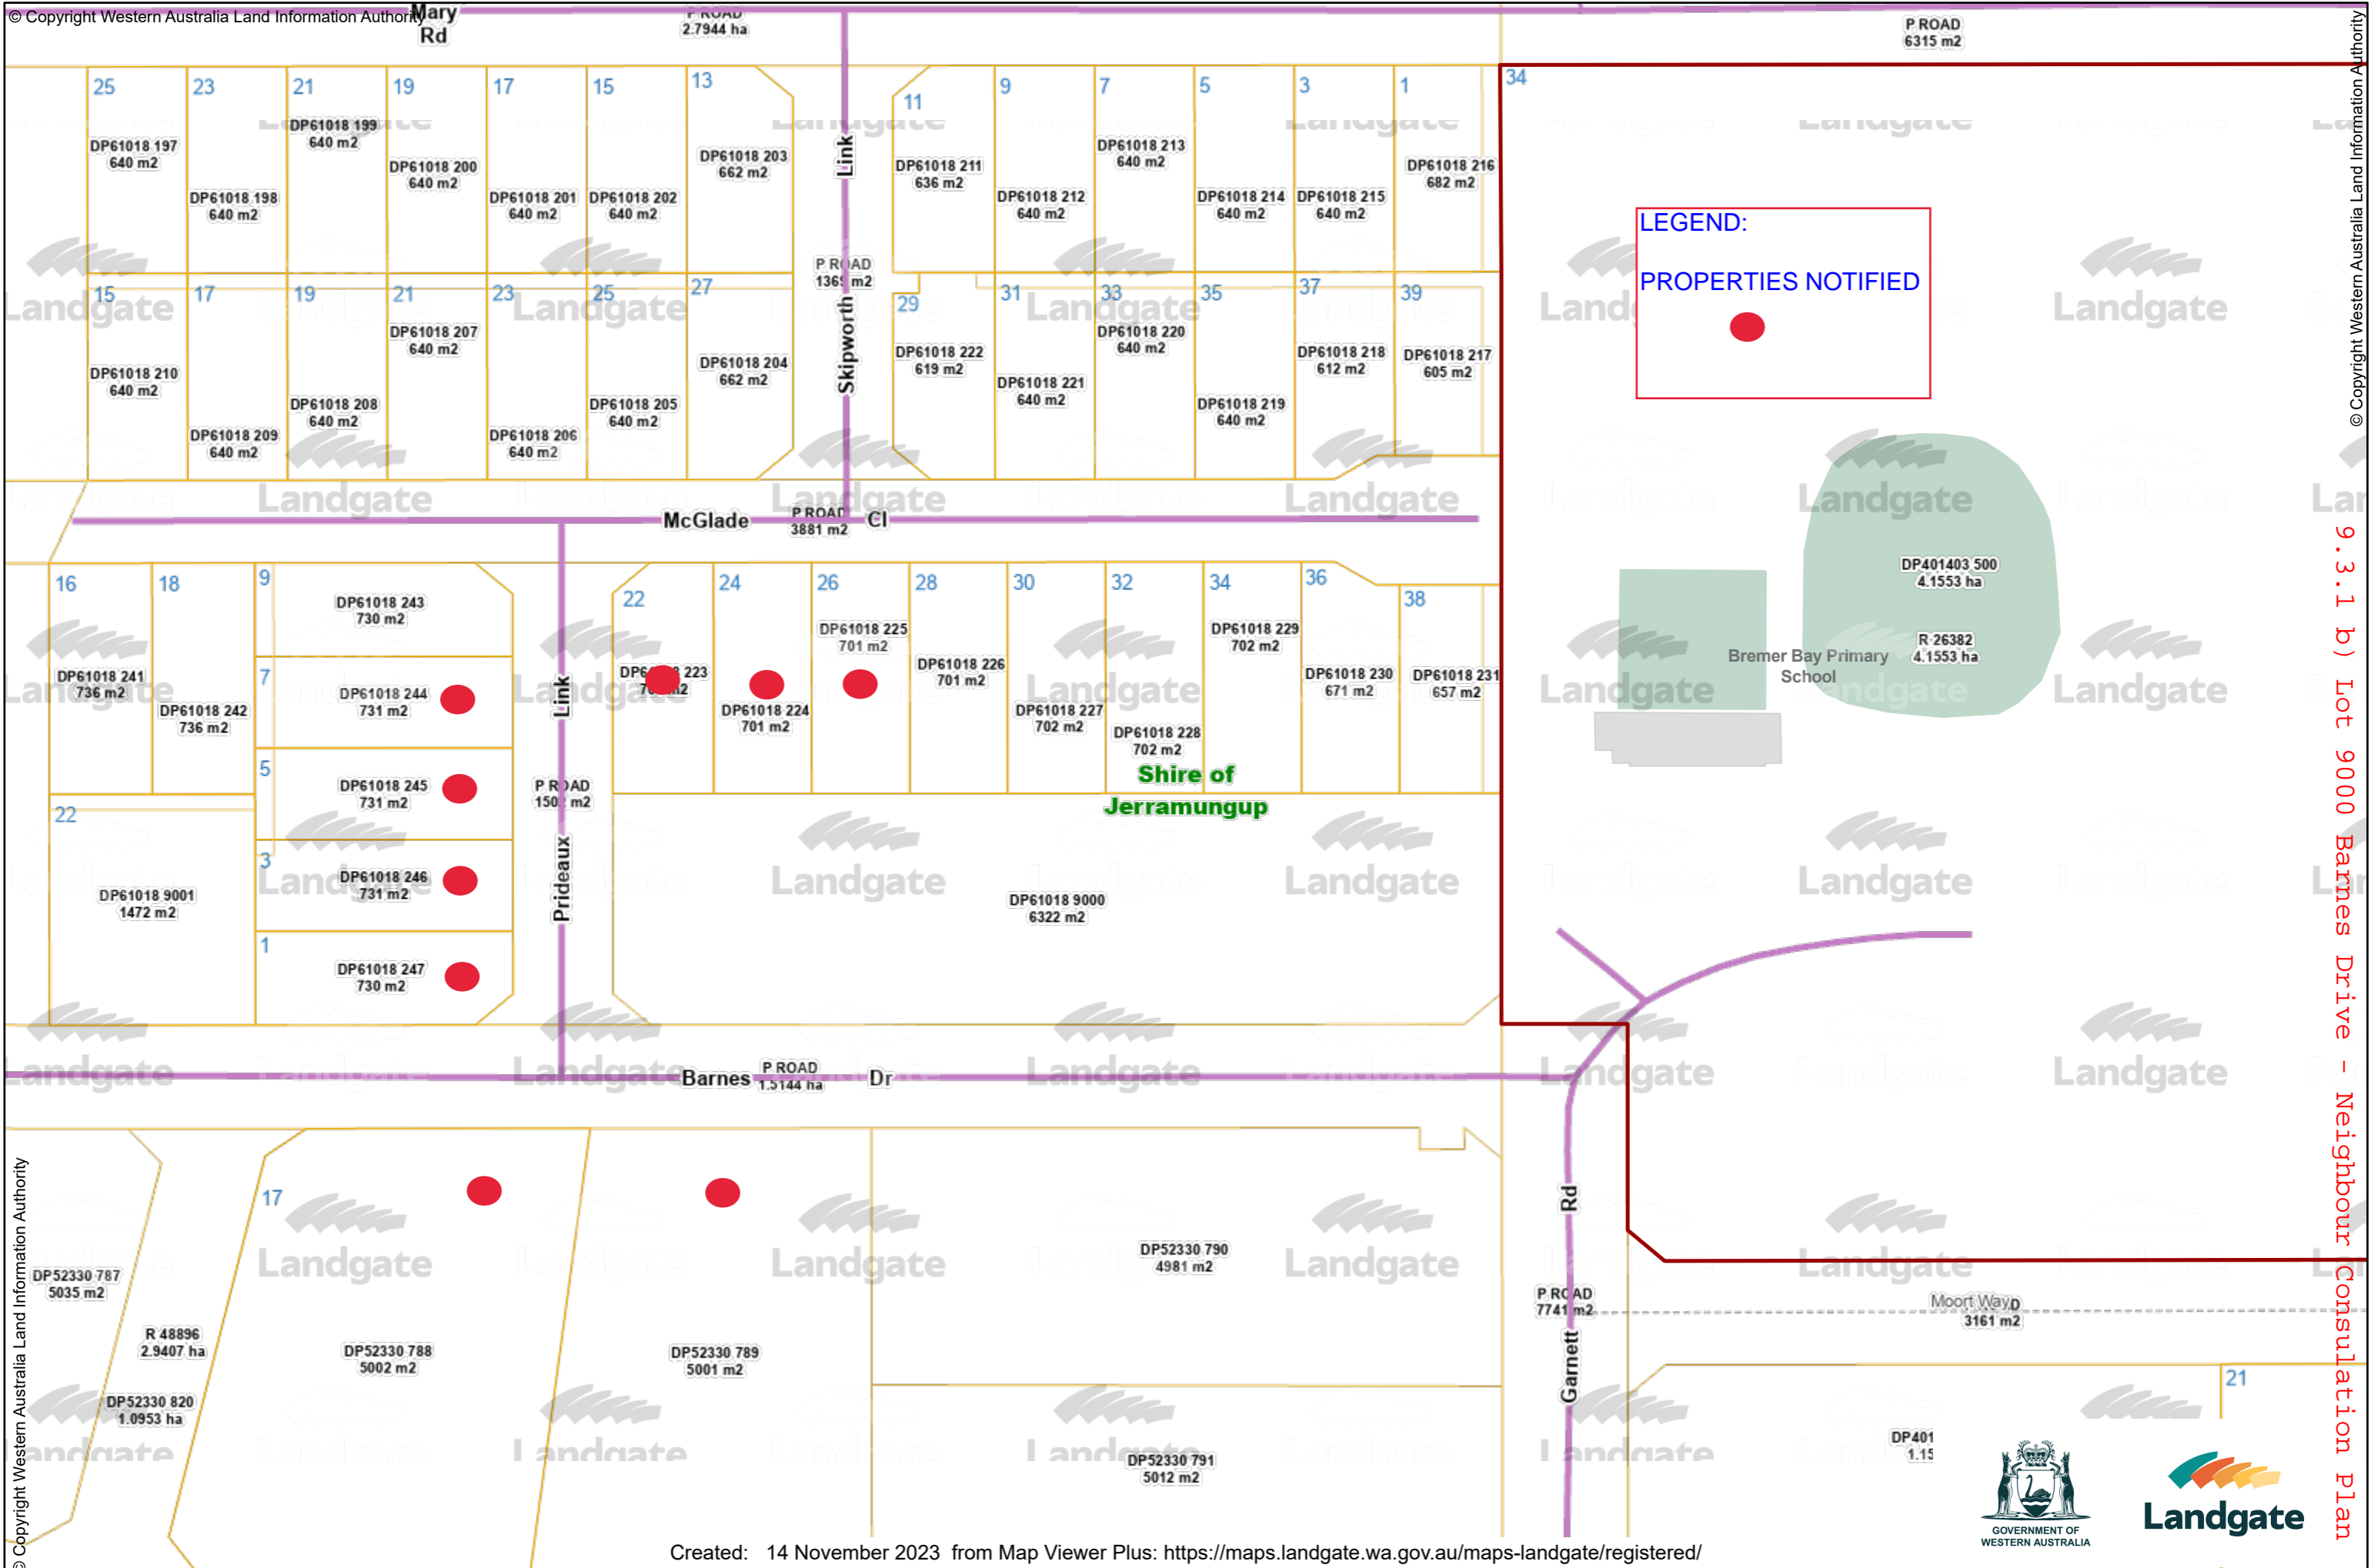 © Copyright Western Australia Land Information Authority
Mary
Rd
P ROAD
2.7944 ha
P ROAD
6315 m2
25
23
21
19
17
15
13
11
9
7
5
3
1
34
DP61018 197
640 m2
DP61018 198
640 m2
DP61018 199
640 m2
DP61018 200
640 m2
DP61018 201
640 m2
DP61018 202
640 m2
DP61018 203
662 m2
Link
DP61018 211
636 m2
DP61018 212
640 m2
DP61018 213
640 m2
DP61018 214
640 m2
DP61018 215
640 m2
DP61018 216
682 m2
LEGEND:
PROPERTIES NOTIFIED
P ROAD
1369 m2
Skipworth
15
17
19
21
23
25
27
29
31
33
35
37
39
DP61018 210
640 m2
DP61018 209
640 m2
DP61018 208
640 m2
DP61018 207
640 m2
DP61018 206
640 m2
DP61018 205
640 m2
DP61018 204
662 m2
DP61018 222
619 m2
DP61018 221
640 m2
DP61018 220
640 m2
DP61018 219
640 m2
DP61018 218
612 m2
DP61018 217
605 m2
McGlade
P ROAD
3881 m2
Cl
16
18
9
22
24
26
28
30
32
34
36
38
DP61018 241
736 m2
DP61018 242
736 m2
DP61018 243
730 m2
7
DP61018 244
731 m2
5
DP61018 245
731 m2
3
DP61018 246
731 m2
1
DP61018 247
730 m2
22
DP61018 9001
1472 m2
Link
P ROAD
1502 m2
Prideaux
223
DP61018 224
701 m2
DP61018 225
701 m2
DP61018 226
701 m2
DP61018 227
702 m2
DP61018 228
702 m2
DP61018 229
702 m2
DP61018 230
671 m2
DP61018 231
657 m2
Shire of
Jerramungup
DP61018 9000
6322 m2
DP401403 500
4.1553 ha
R 26382
4.1553 ha
Bremer Bay Primary
School
Barnes
P ROAD
1.5144 ha
Dr
17
DP52330 787
5035 m2
R 48896
2.9407 ha
DP52330 820
1.0953 ha
DP52330 788
5002 m2
DP52330 789
5001 m2
DP52330 790
4981 m2
DP52330 791
5012 m2
Rd
P ROAD
7741 m2
Garnett
Moort Way
3161 m2
21
DP401
1.15
GOVERNMENT OF
WESTERN AUSTRALIA
Landgate
© Copyright Western Australia Land Information Authority
© Copyright Western Australia Land Information Authority
9.3.1 b) Lot 9000 Barnes Drive - Neighbour Consulation Plan
Created: 14 November 2023 from Map Viewer Plus: https://maps.landgate.wa.gov.au/maps-landgate/registered/